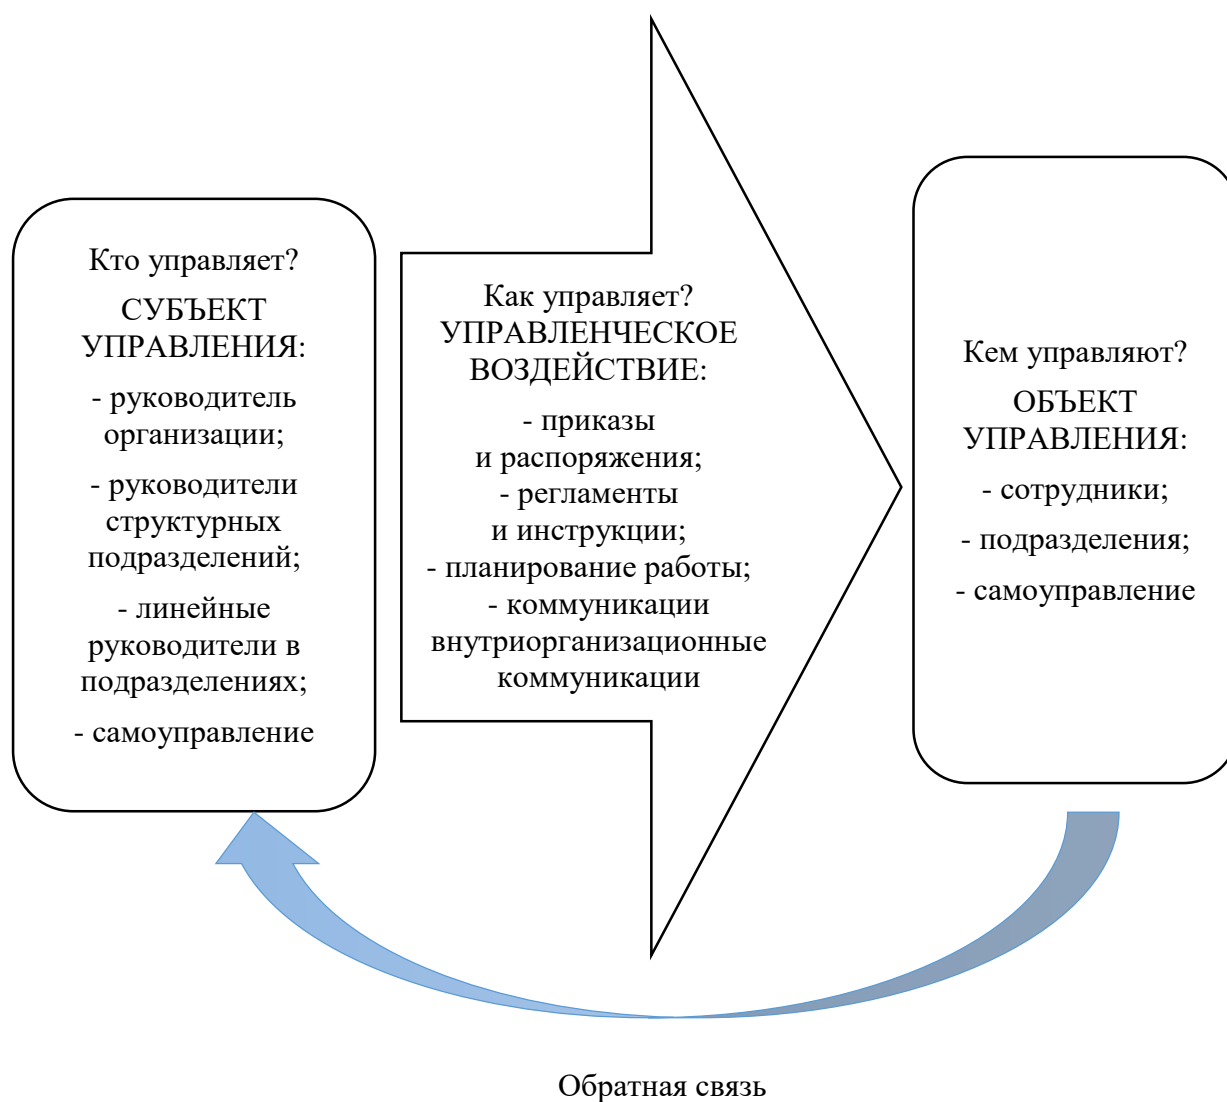 Кто управляет?
СУБЪЕКТ
УПРАВЛЕНИЯ:
- руководитель
организации;
- руководители
структурных
подразделений;
- линейные
руководители в
подразделениях;
- самоуправление
Как управляет?
УПРАВЛЕНЧЕСКОЕ
ВОЗДЕЙСТВИЕ:
- приказы
и распоряжения;
- регламенты
и инструкции;
- планирование работы;
- коммуникации
внутриорганизационные
коммуникации
Кем управляют?
ОБЪЕКТ
УПРАВЛЕНИЯ:
- сотрудники;
- подразделения;
- самоуправление
Обратная связь